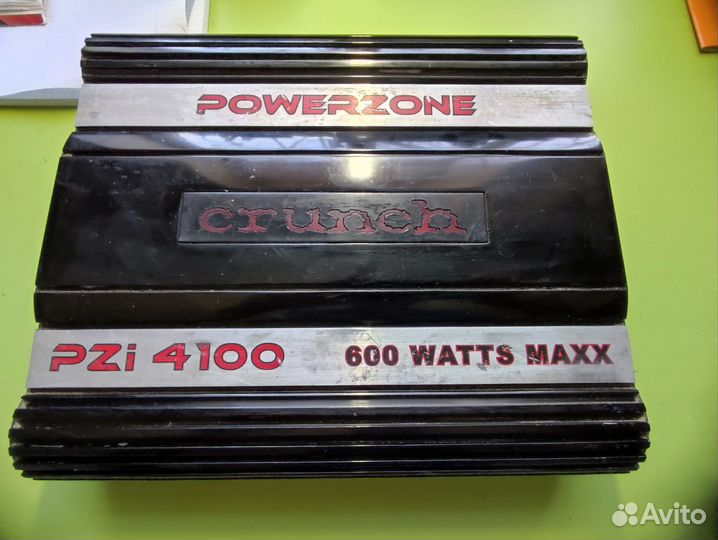 POWERZONE
crunch
PZi 4100 600 WATTS MAXX
Avito